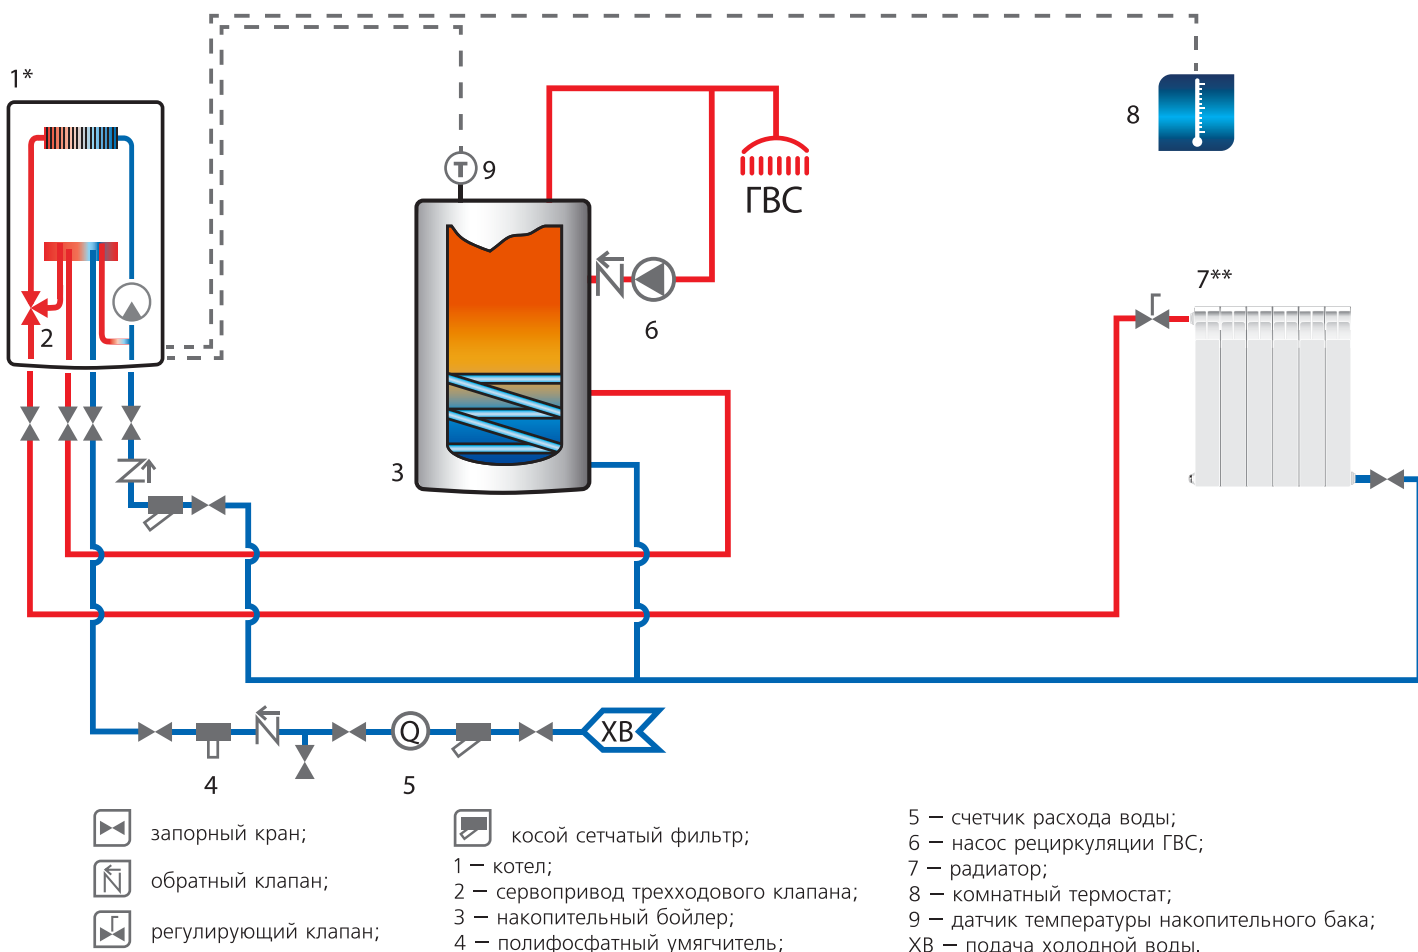 1*
8
9
Т
ГВС
7**
2
6
3
Q
ХВ
4
5
запорный кран;
обратный клапан;
регулирующий клапан;
косой сетчатый фильтр;
1 — котел;
2 — сервопривод трехходового клапана;
3 — накопительный бойлер;
4 — полифосфатный умягчитель;
5 — счетчик расхода воды;
6 — насос рециркуляции ГВС;
7 — радиатор;
8 — комнатный термостат;
9 — датчик температуры накопительного бака;
ХВ — подача холодной воды.